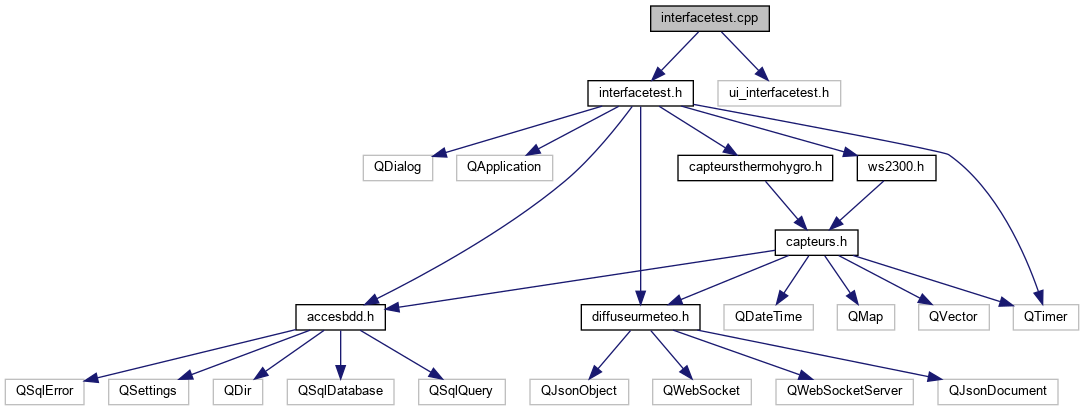 interfacetest.cpp
interfacetest.h
ui_interfacetest.h
QDialog
QApplication
capteursthermohygro.h
ws2300.h
capteurs.h
accesbdd.h
diffuseurmeteo.h
QDateTime
QMap
QVector
QTimer
QSqlError
QSettings
QDir
QSqlDatabase
QSqlQuery
QJsonObject
QWebSocket
QWebSocketServer
QJsonDocument